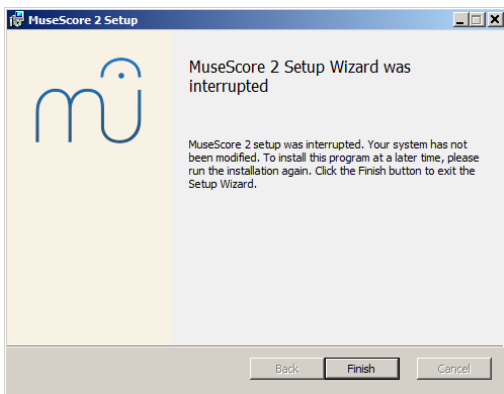 MuseScore 2 Setup
MuseScore 2 Setup Wizard was
interrupted
MuseScore 2 setup was interrupted. Your system has not
been modified. To install this program at a later time, please
run the installation again. Click the Finish button to exit the
Setup Wizard.
Back
Finish
Cancel